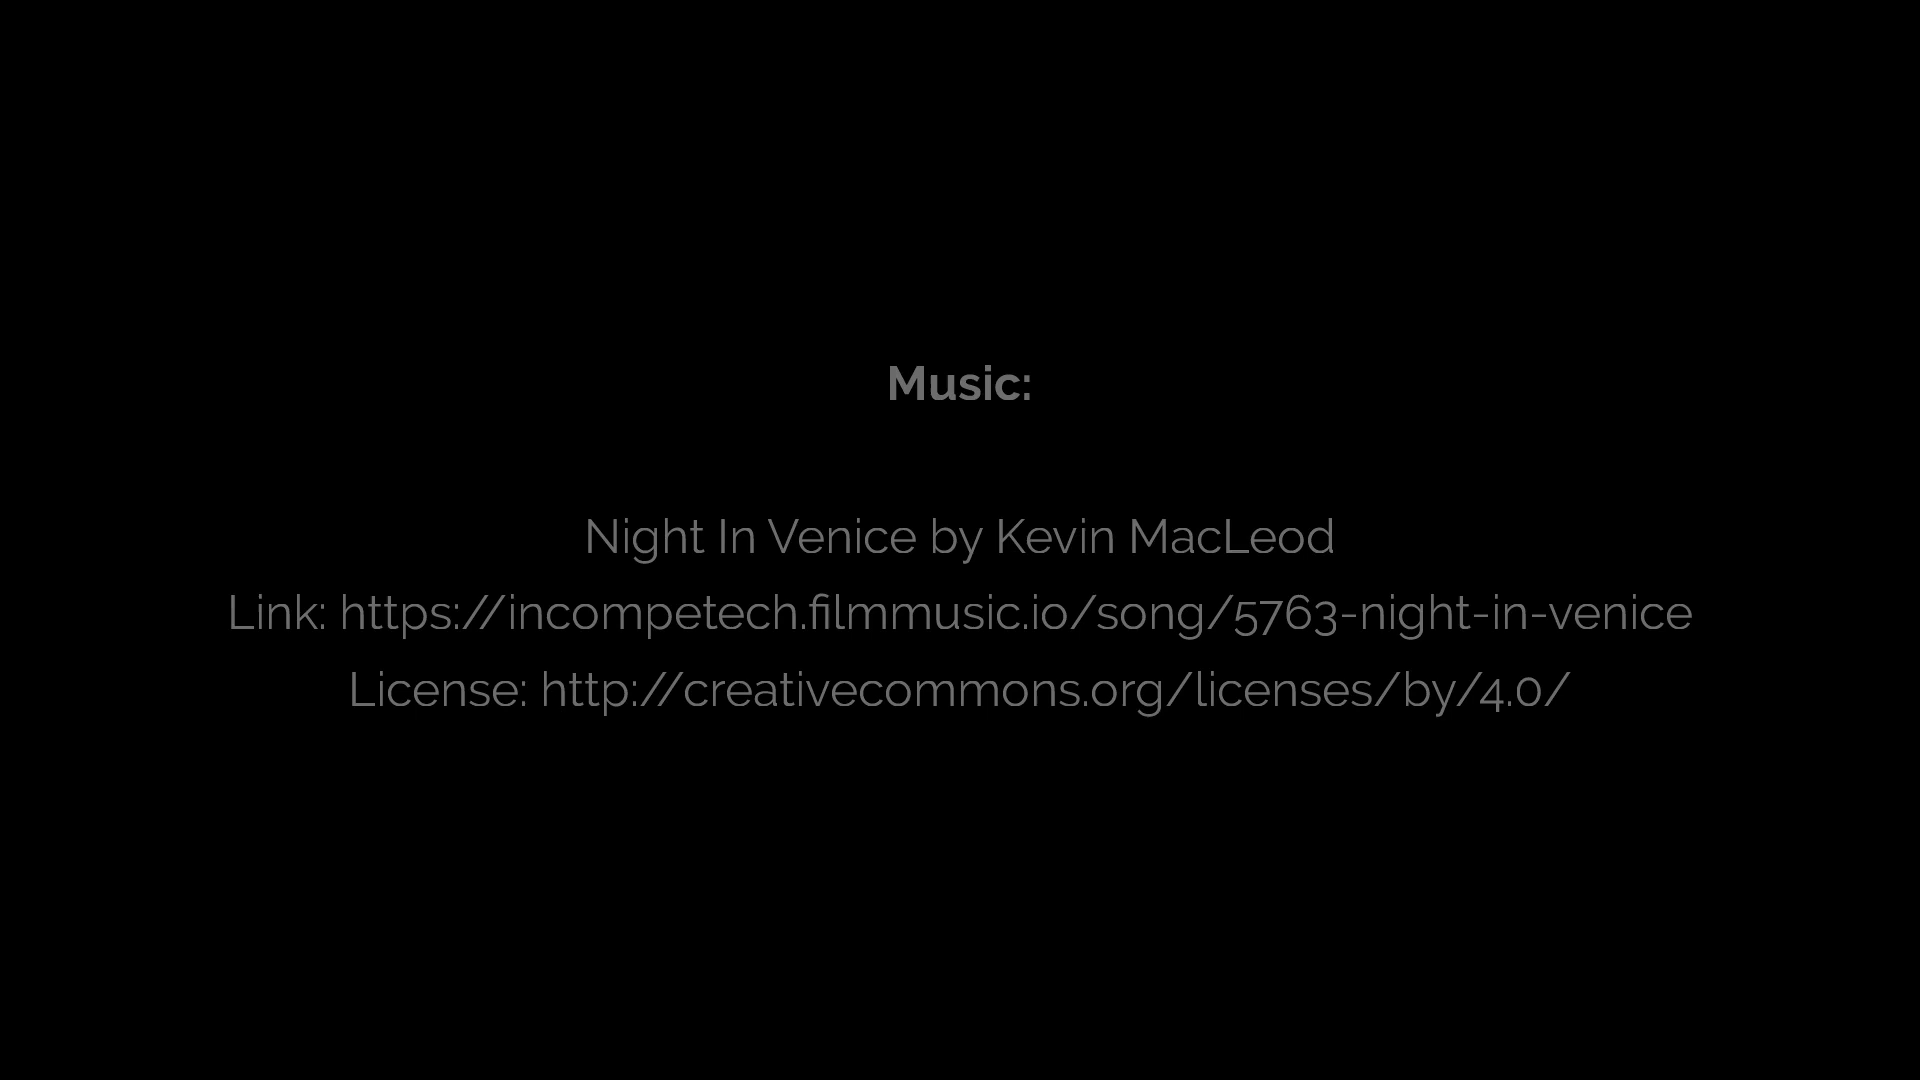 Music:
Night In Venice by Kevin MacLeod
Link: https://incompetech.filmmusic.io/song/5763-night-in-venice
License: http://creativecommons.org/licenses/by/4.0/